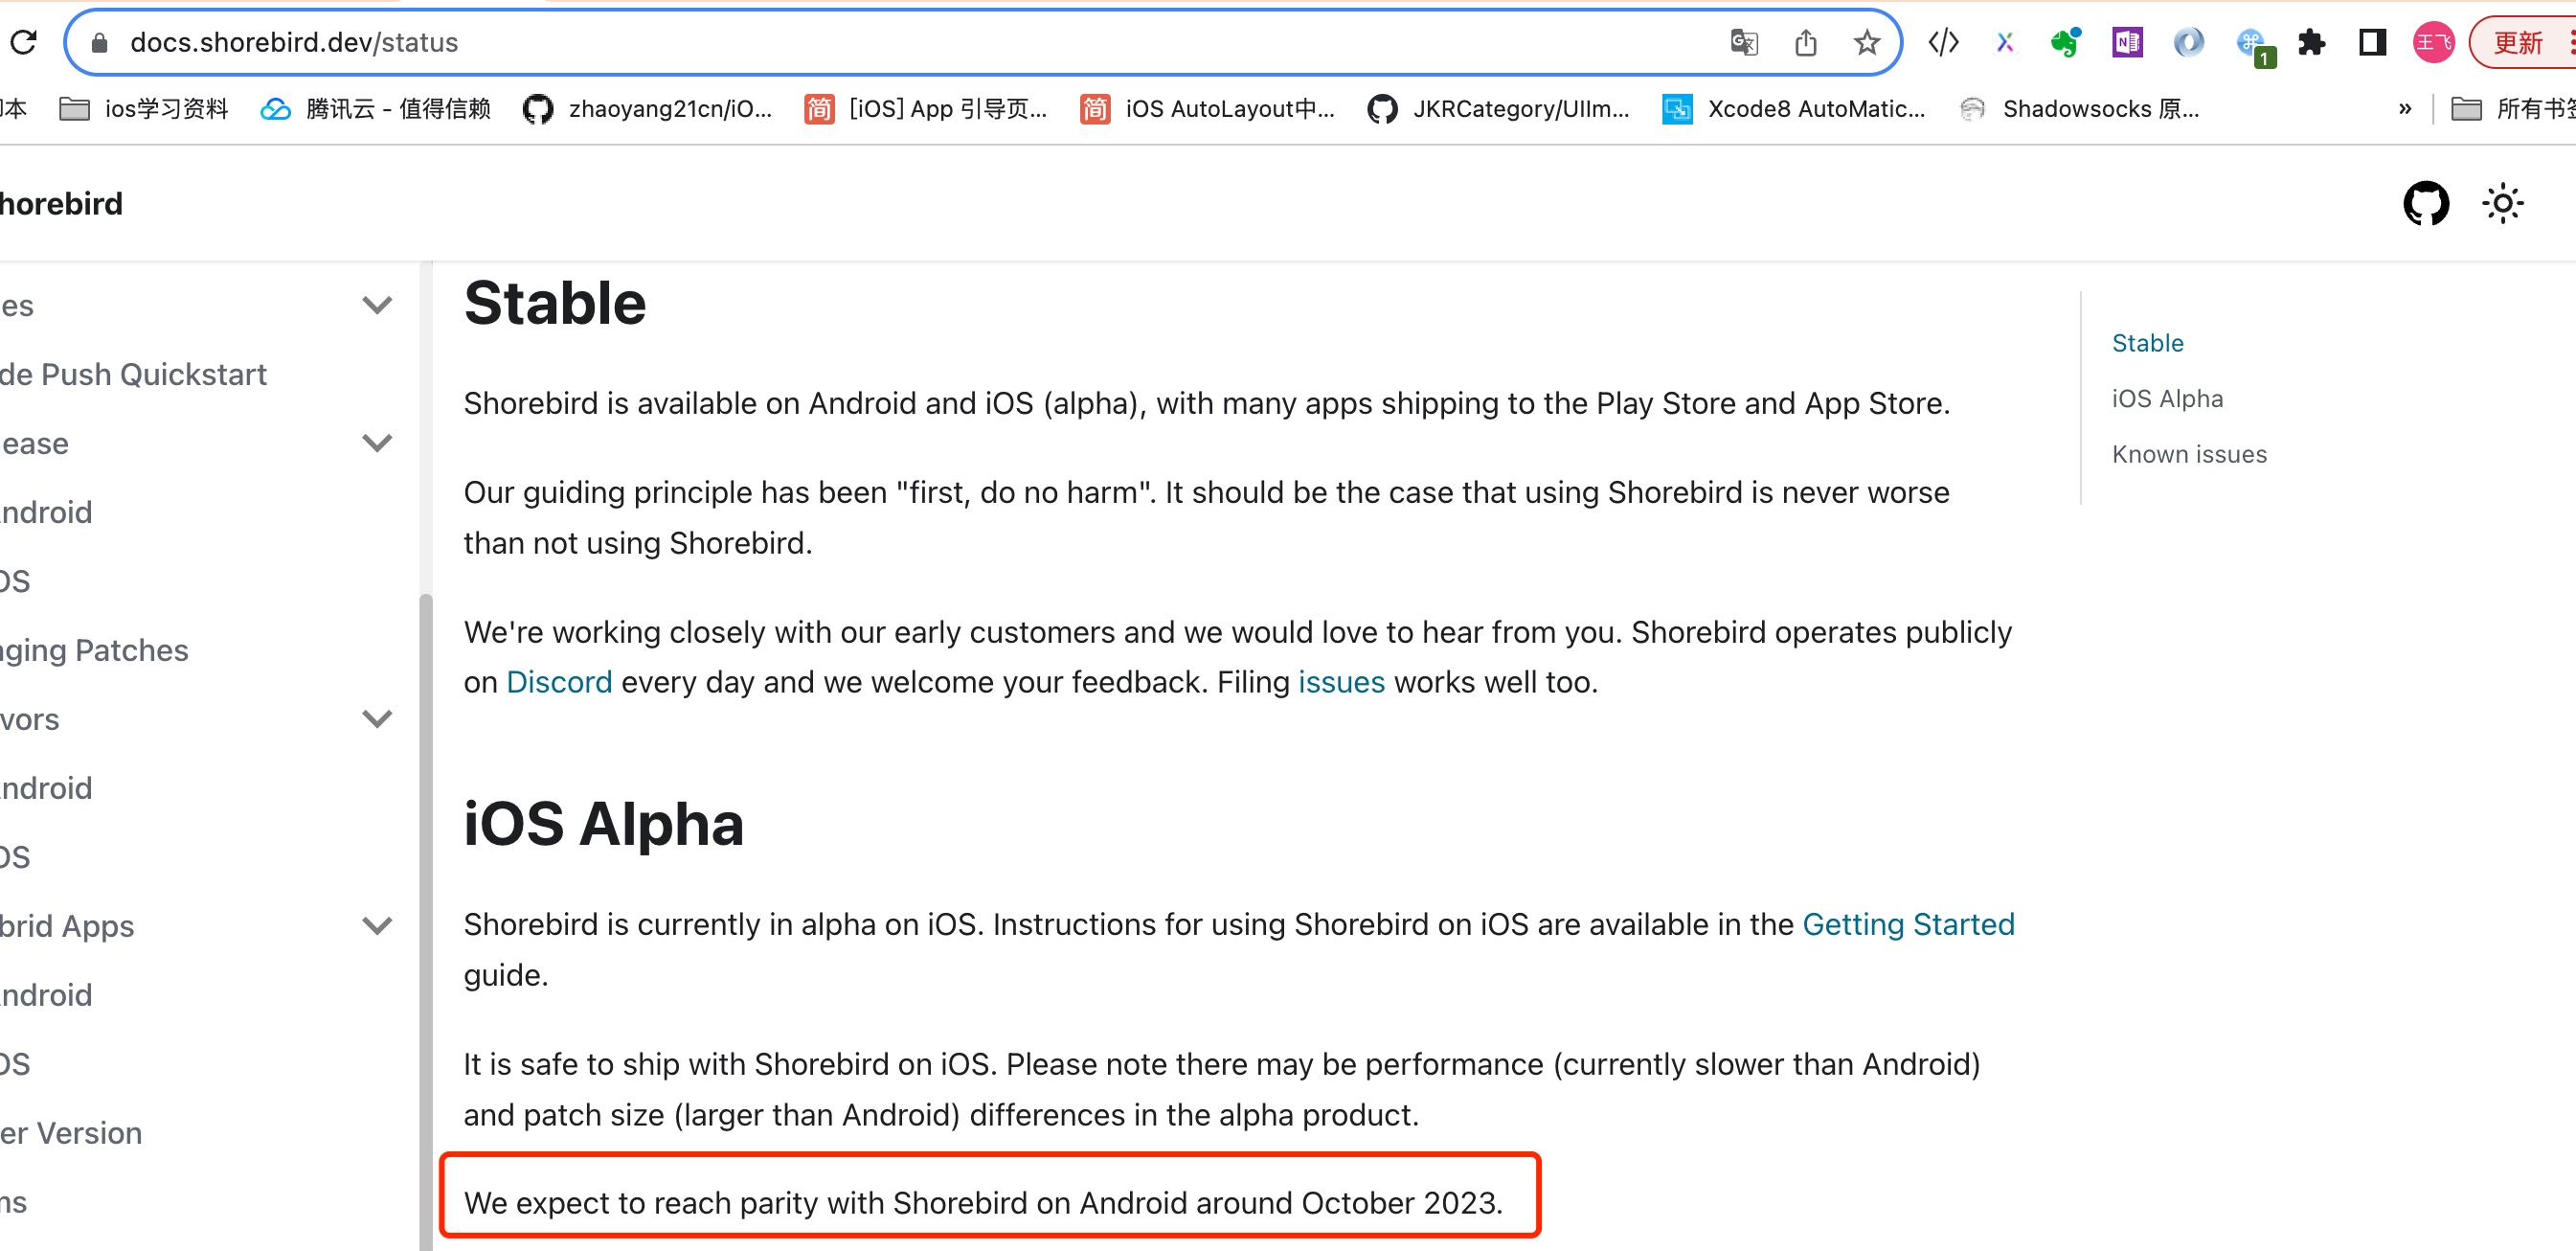 docs.shorebird.dev/status
王飞
更新
1
本
ios学习资料
腾讯云 - 值得信赖
zhaoyang21cn/iO...
[iOS] App 引导页...
iOS AutoLayout中...
JKRCategory/UIIm...
Xcode8 AutoMatic...
Shadowsocks 原...
»
所有书签
horebird
es
de Push Quickstart
ease
ndroid
OS
nging Patches
vors
ndroid
OS
brid Apps
ndroid
OS
er Version
ns
Stable
Shorebird is available on Android and iOS (alpha), with many apps shipping to the Play Store and App Store.
Our guiding principle has been "first, do no harm". It should be the case that using Shorebird is never worse
than not using Shorebird.
We're working closely with our early customers and we would love to hear from you. Shorebird operates publicly
on Discord every day and we welcome your feedback. Filing issues works well too.
iOS Alpha
Shorebird is currently in alpha on iOS. Instructions for using Shorebird on iOS are available in the Getting Started
guide.
It is safe to ship with Shorebird on iOS. Please note there may be performance (currently slower than Android)
and patch size (larger than Android) differences in the alpha product.
We expect to reach parity with Shorebird on Android around October 2023.
Stable
iOS Alpha
Known issues